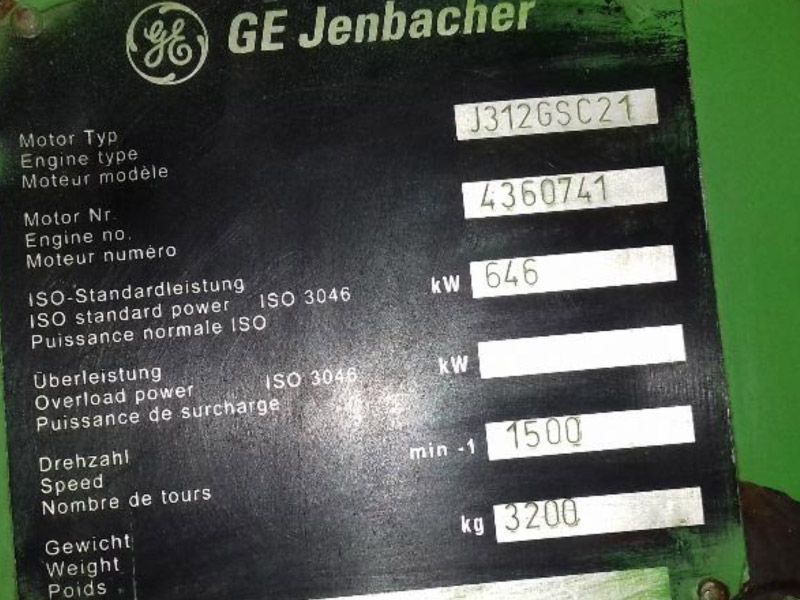 GE GE Jenbacher
Motor Typ
Engine type J312GSC21
Moteur modèle
Motor Nr.
Engine no. 4360741
Moteur numéro
ISO-Standardleistung
ISO standard power ISO 3046 kW 646
Puissance normale ISO
Überleistung
Overload power ISO 3046 kW
Puissance de surcharge
Drehzahl
Speed min -1 1500
Nombre de tours
Gewicht
Weight kg 3200
Poids